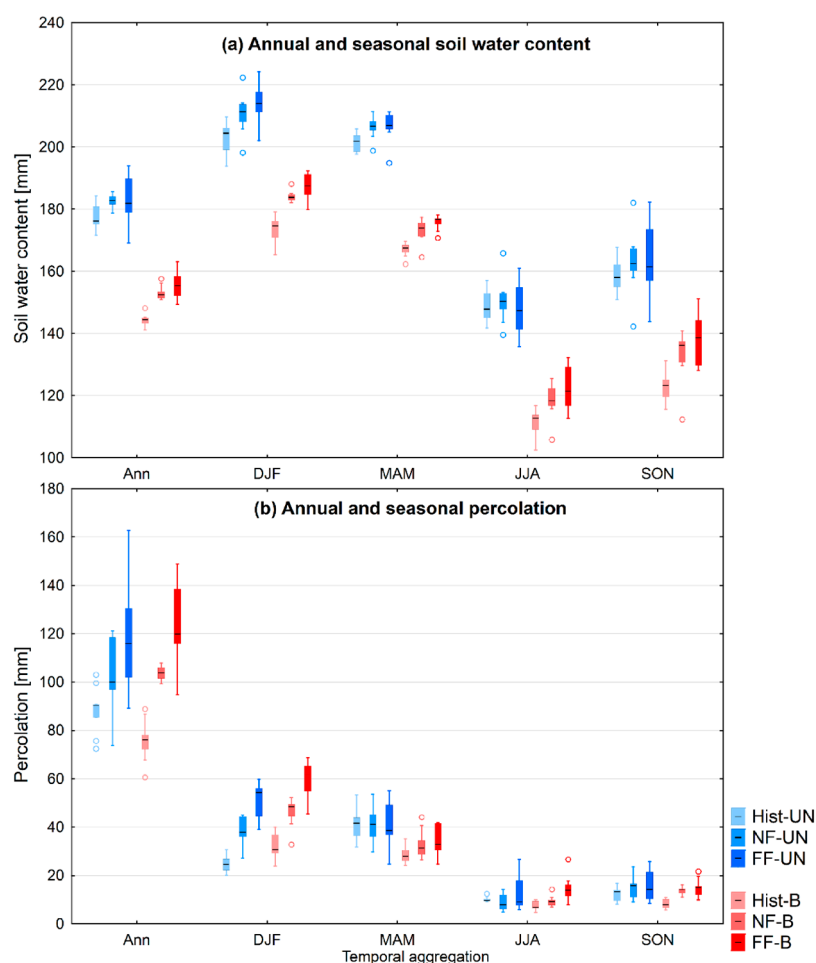 (a) Annual and seasonal soil water content
Soil water content [mm]
240
220
200
180
160
140
120
100
Ann DJF MAM JJA SON
(b) Annual and seasonal percolation
Percolation [mm]
180
160
140
120
100
80
60
40
20
0
Ann DJF MAM JJA SON
Temporal aggregation
Hist-UN
NF-UN
FF-UN
Hist-B
NF-B
FF-B